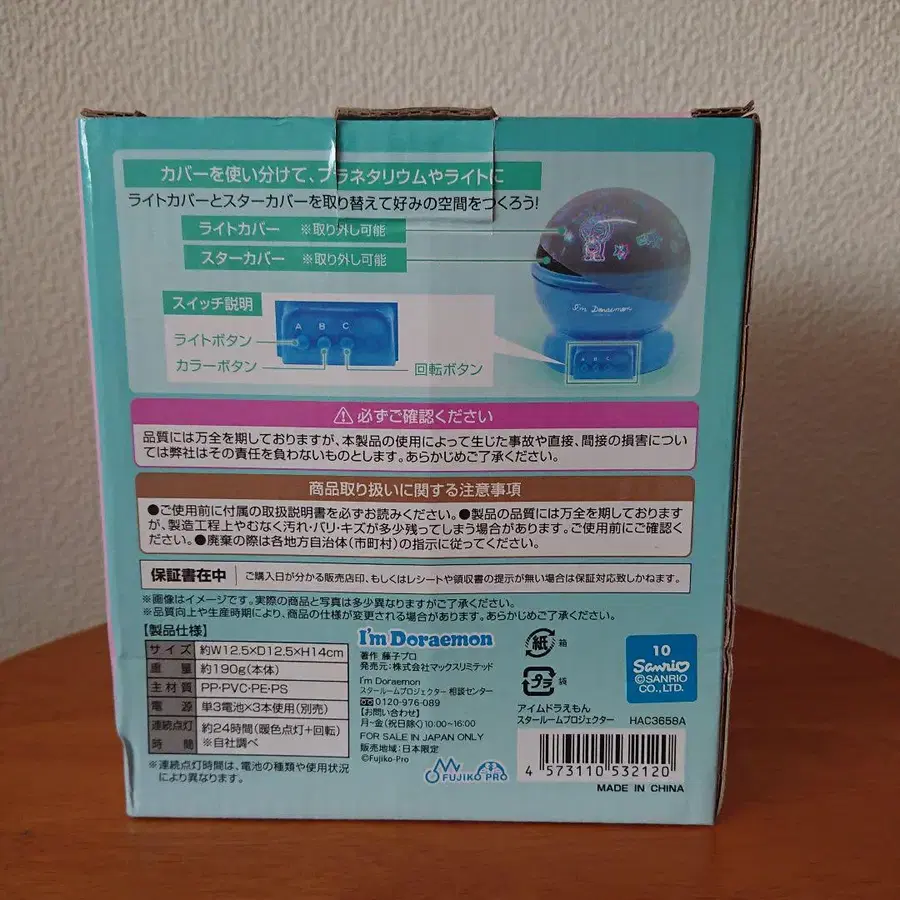 カバーを使い分けて、プラネタリウムやライトに
ライトカバーとスターカバーを取り替えて好みの空間をつくろう!
ライトカバー ※取り外し可能
スターカバー ※取り外し可能
I'm Doraemon
スイッチ説明
A B C
ライトボタン
カラーボタン
回転ボタン
A B C
⚠必ずご確認ください
品質には万全を期しておりますが、本製品の使用によって生じた事故や直接、間接の損害につい
ては弊社はその責任を負わないものとします。あらかじめご了承ください。
商品取り扱いに関する注意事項
●ご使用前に付属の取扱説明書を必ずお読みください。●製品の品質には万全を期しております
が、製造工程上やむなく汚れ・バリ・キズが多少残ってしまう場合があります。ご使用前にご確認く
ださい。●廃棄の際は各地方自治体(市町村)の指示に従ってください。
保証書在中 ご購入日が分かる販売店印、もしくはレシートや領収書の提示が無い場合は保証対応致しかねます。
※画像はイメージです。実際の商品と写真は多少異なりますがご了承ください。
※品質向上や生産時期により、商品の仕様が変更される場合があります。あらかじめご了承ください。
【製品仕様】
サイズ 約W12.5×D12.5×H14cm
重量 約190g(本体)
主材質 PP・PVC・PE・PS
電源 単3電池×3本使用(別売)
連続点灯時間 約24時間(暖色点灯+回転)
※自社調べ
※連続点灯時間は、電池の種類や使用状況
により異なります。
I'm Doraemon
著作 藤子プロ
発売元:株式会社マックスリミテッド
I'm Doraemon
スタールームプロジェクター 相談センター
0120-976-089
【お問い合わせ】
月-金(祝日除く)10:00~16:00
FOR SALE IN JAPAN ONLY
販売地域:日本限定
©Fujiko-Pro
FUJIKO PRO
紙 箱
プラ 袋
10
Sanrio
©SANRIO
CO.,LTD.
アイムドラえもん
スタールームプロジェクター HAC3658A
4 573110 532120
MADE IN CHINA